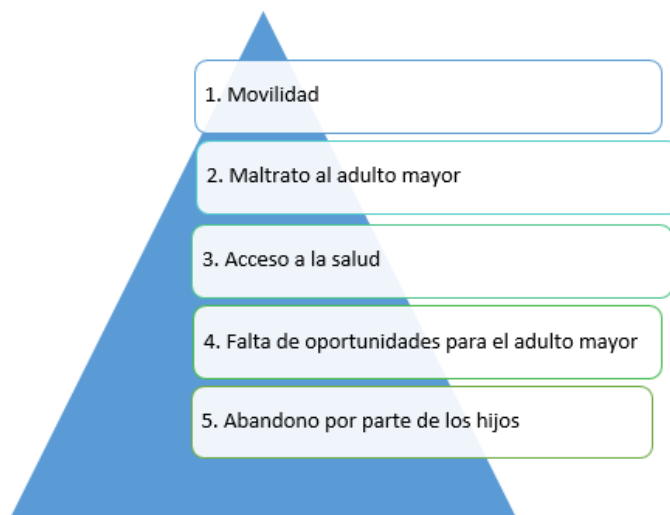 1. Movilidad
2. Maltrato al adulto mayor
3. Acceso a la salud
4. Falta de oportunidades para el adulto mayor
5. Abandono por parte de los hijos